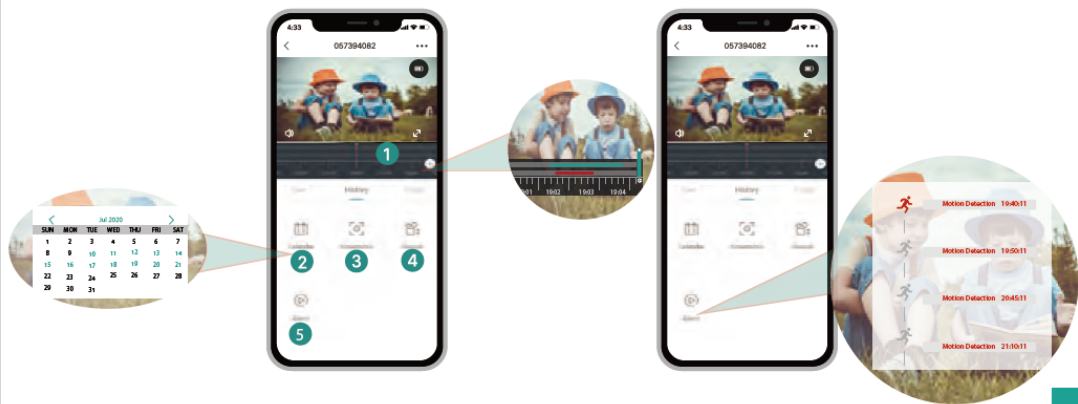 4:33
057394082
1
History
2
3
4
5
Jul 2020
SUN MON TUE WED THU FRI SAT
1 2 3 4 5 6 7
8 9 10 11 12 13 14
15 16 17 18 19 20 21
22 23 24 25 26 27 28
29 30 31
19:02 19:03 19:04
4:33
057394082
History
Motion Detection 19:40:11
Motion Detection 19:50:11
Motion Detection 20:45:11
Motion Detection 21:10:11